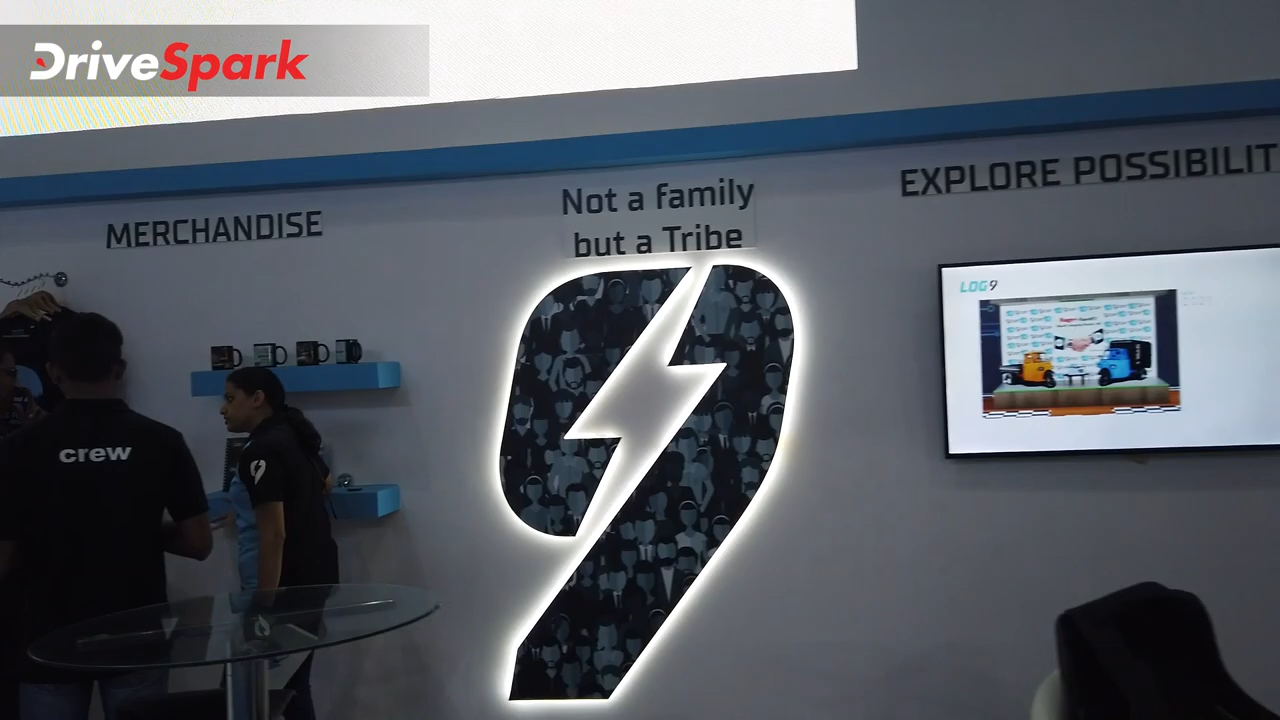 DriveSpark
MERCHANDISE
Not a family
but a Tribe
EXPLORE POSSIBILIT
LOG9
crew